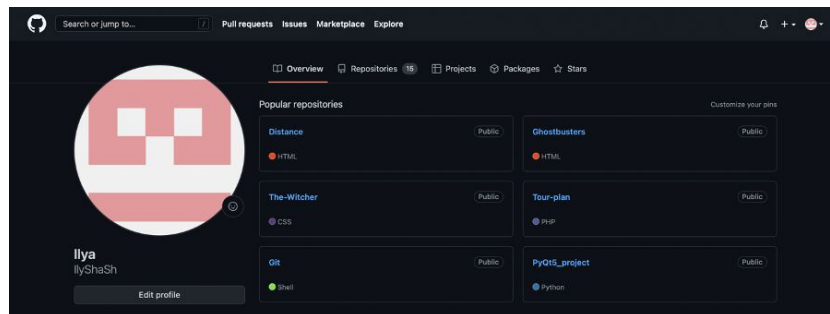 Search or jump to... / Pull requests Issues Marketplace Explore
Overview Repositories 15 Projects Packages Stars
Popular repositories Customize your pins
Distance Public Ghostbusters Public
HTML HTML
The-Witcher Public Tour-plan Public
CSS PHP
Git Public PyQt5_project Public
Shell Python
Ilya
IlyShaSh
Edit profile